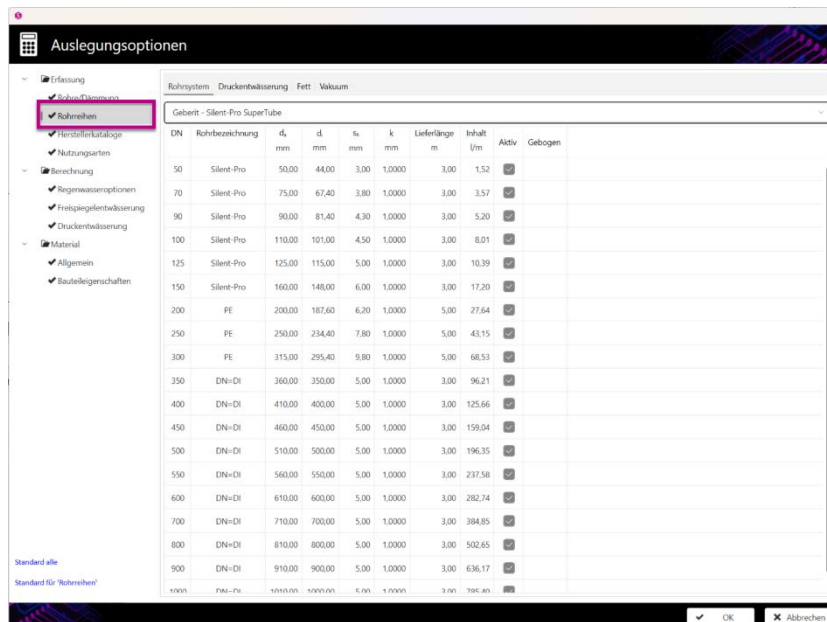 Auslegungsoptionen
Erfassung
Rohre/Dämmung
Rohrreihen
Herstellerkataloge
Nutzungsarten
Berechnung
Regenwasseroptionen
Freispiegelentwässerung
Druckentwässerung
Material
Allgemein
Bauteileigenschaften
Standard alle
Standard für 'Rohrreihen'
Rohrsystem Druckentwässerung Fett Vakuum
Geberit - Silent-Pro SuperTube
DN Rohrbezeichnung dₐ dᵢ sₐ k Lieferlänge Inhalt Aktiv Gebogen
mm mm mm mm m l/m
50 Silent-Pro 50,00 44,00 3,00 1,0000 3,00 1,52
70 Silent-Pro 75,00 67,40 3,80 1,0000 3,00 3,57
90 Silent-Pro 90,00 81,40 4,30 1,0000 3,00 5,20
100 Silent-Pro 110,00 101,00 4,50 1,0000 3,00 8,01
125 Silent-Pro 125,00 115,00 5,00 1,0000 3,00 10,39
150 Silent-Pro 160,00 148,00 6,00 1,0000 3,00 17,20
200 PE 200,00 187,60 6,20 1,0000 5,00 27,64
250 PE 250,00 234,40 7,80 1,0000 5,00 43,15
300 PE 315,00 295,40 9,80 1,0000 5,00 68,53
350 DN=DI 360,00 350,00 5,00 1,0000 3,00 96,21
400 DN=DI 410,00 400,00 5,00 1,0000 3,00 125,66
450 DN=DI 460,00 450,00 5,00 1,0000 3,00 159,04
500 DN=DI 510,00 500,00 5,00 1,0000 3,00 196,35
550 DN=DI 560,00 550,00 5,00 1,0000 3,00 237,58
600 DN=DI 610,00 600,00 5,00 1,0000 3,00 282,74
700 DN=DI 710,00 700,00 5,00 1,0000 3,00 384,85
800 DN=DI 810,00 800,00 5,00 1,0000 3,00 502,65
900 DN=DI 910,00 900,00 5,00 1,0000 3,00 636,17
1000 DN=DI 1010,00 1000,00 5,00 1,0000 3,00 785,40
OK Abbrechen